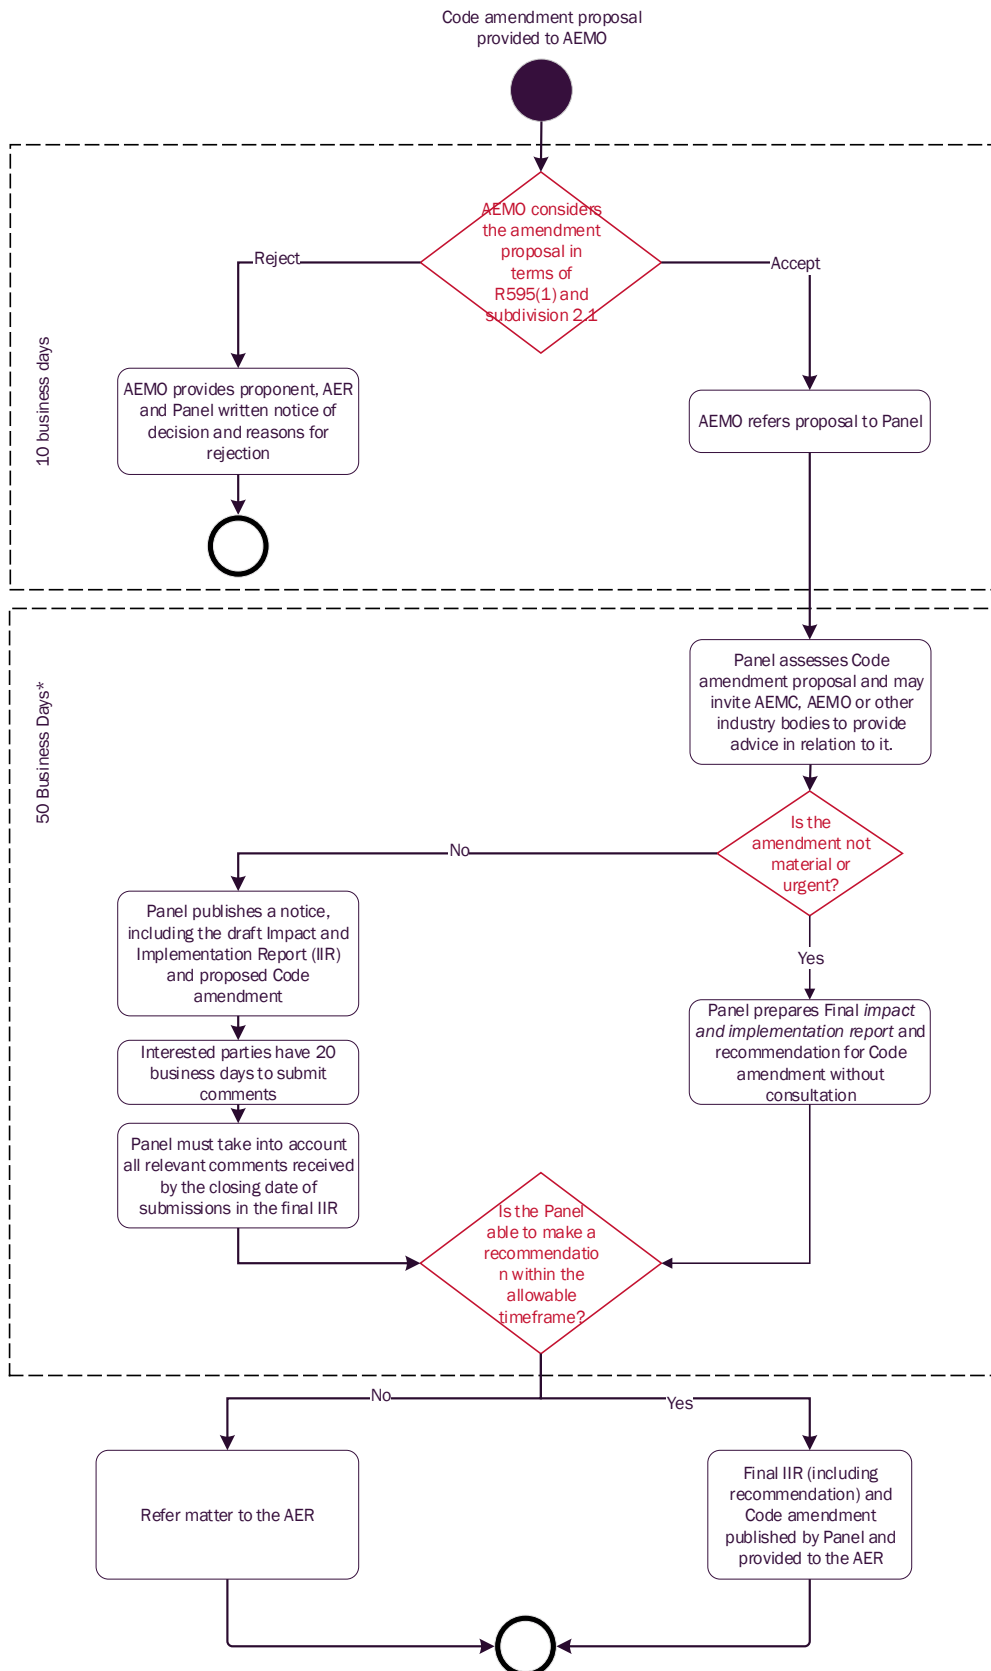 Code amendment proposal
provided to AEMO
AEMO considers
the amendment
proposal in
terms of
R595(1) and
subdivision 2.1
Reject
Accept
10 business days
AEMO provides proponent, AER
and Panel written notice of
decision and reasons for
rejection
AEMO refers proposal to Panel
50 Business Days*
Panel assesses Code
amendment proposal and may
invite AEMC, AEMO or other
industry bodies to provide
advice in relation to it.
Is the
amendment not
material or
urgent?
No
Yes
Panel publishes a notice,
including the draft Impact and
Implementation Report (IIR)
and proposed Code
amendment
Panel prepares Final impact
and implementation report and
recommendation for Code
amendment without
consultation
Interested parties have 20
business days to submit
comments
Panel must take into account
all relevant comments received
by the closing date of
submissions in the final IIR
Is the Panel
able to make a
recommendatio
n within the
allowable
timeframe?
No
Yes
Refer matter to the AER
Final IIR (including
recommendation) and
Code amendment
published by Panel and
provided to the AER